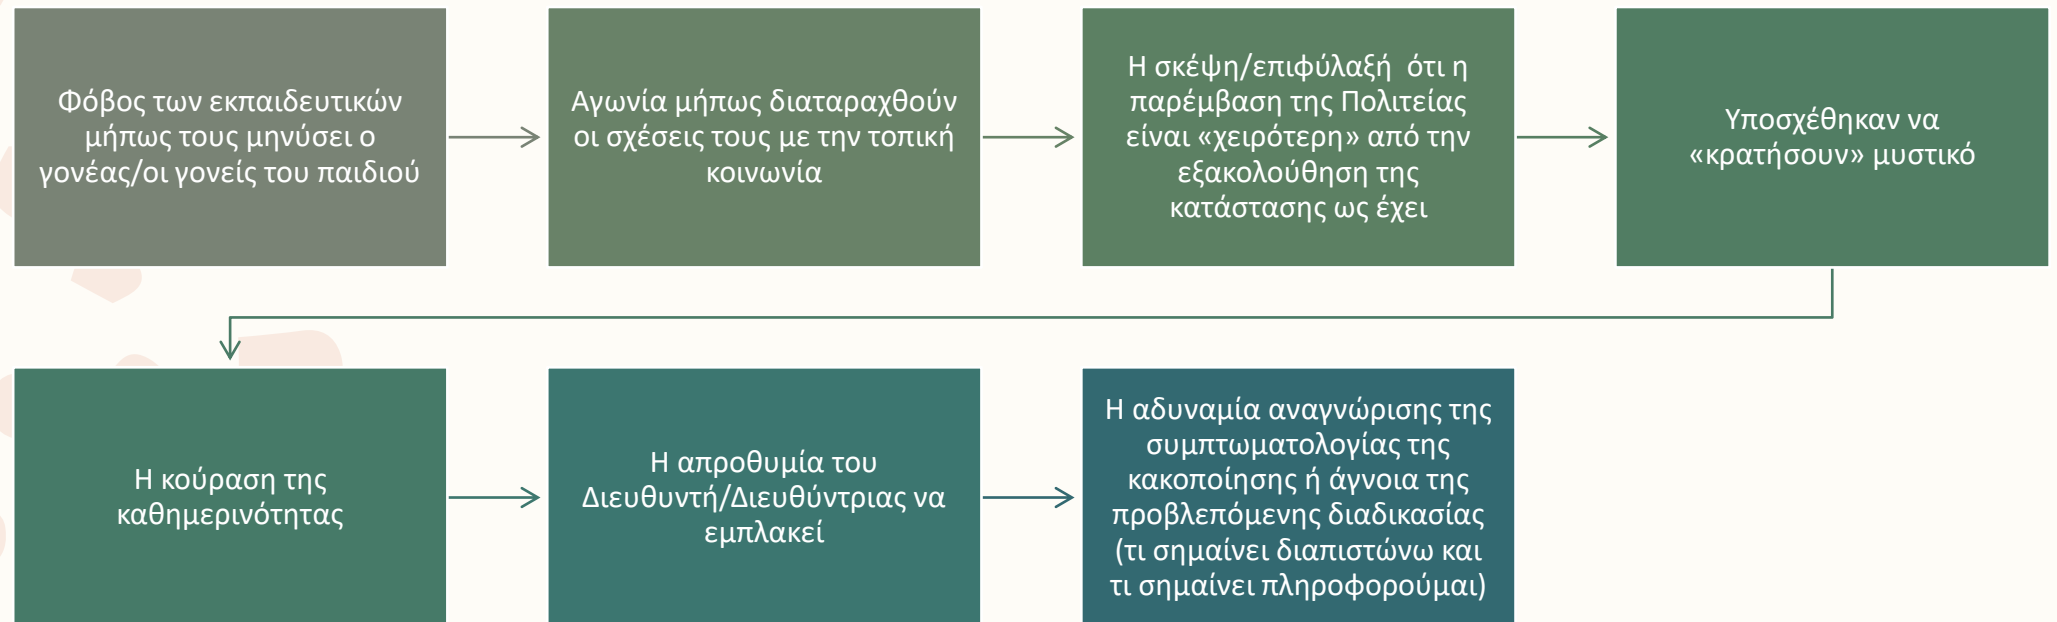 Φόβος των εκπαιδευτικών
μήπως τους μηνύσει ο
γονέας/οι γονείς του παιδιού
Αγωνία μήπως διαταραχθούν
οι σχέσεις τους με την τοπική
κοινωνία
Η σκέψη/επιφύλαξή ότι η
παρέμβαση της Πολιτείας
είναι «χειρότερη» από την
εξακολούθηση της
κατάστασης ως έχει
Υποσχέθηκαν να
«κρατήσουν» μυστικό
Η κούραση της
καθημερινότητας
Η απροθυμία του
Διευθυντή/Διευθύντριας να
εμπλακεί
Η αδυναμία αναγνώρισης της
συμπτωματολογίας της
κακοποίησης ή άγνοια της
προβλεπόμενης διαδικασίας
(τι σημαίνει διαπιστώνω και
τι σημαίνει πληροφορούμαι)